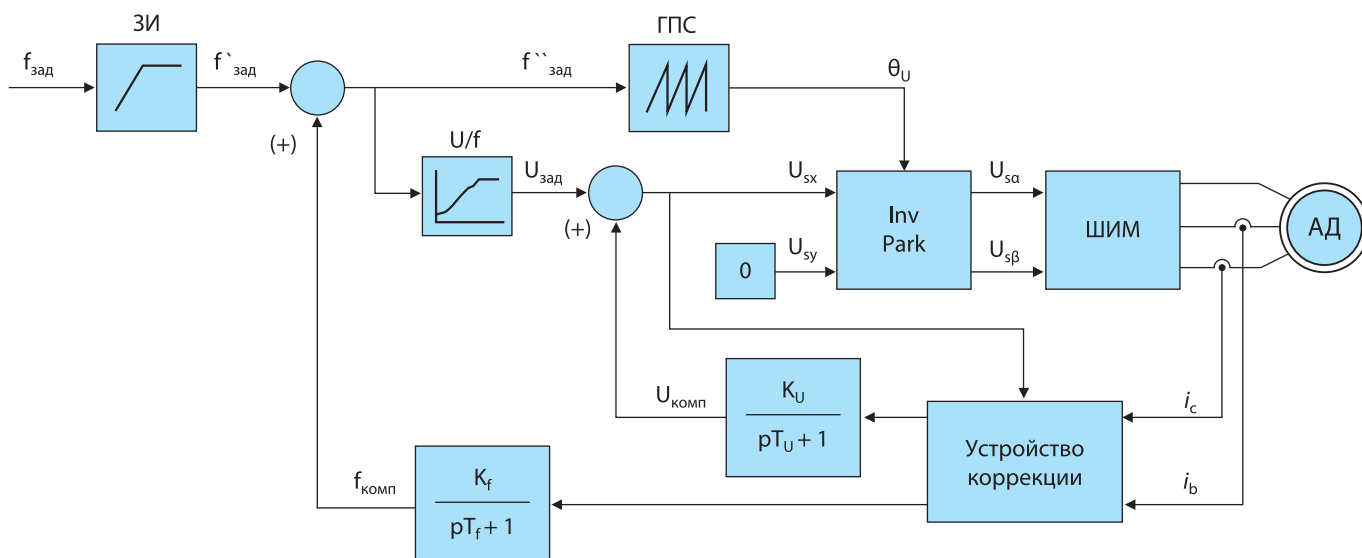 ЗИ
ГПС
f зад
f `зад
f ``зад
θU
(+)
U/f
Uзад
(+)
Usx
Usα
Inv
Park
ШИМ
АД
0
Usy
Usβ
KU
pTU + 1
Uкомп
ic
Устройство
коррекции
Kf
pTf + 1
fкомп
ib